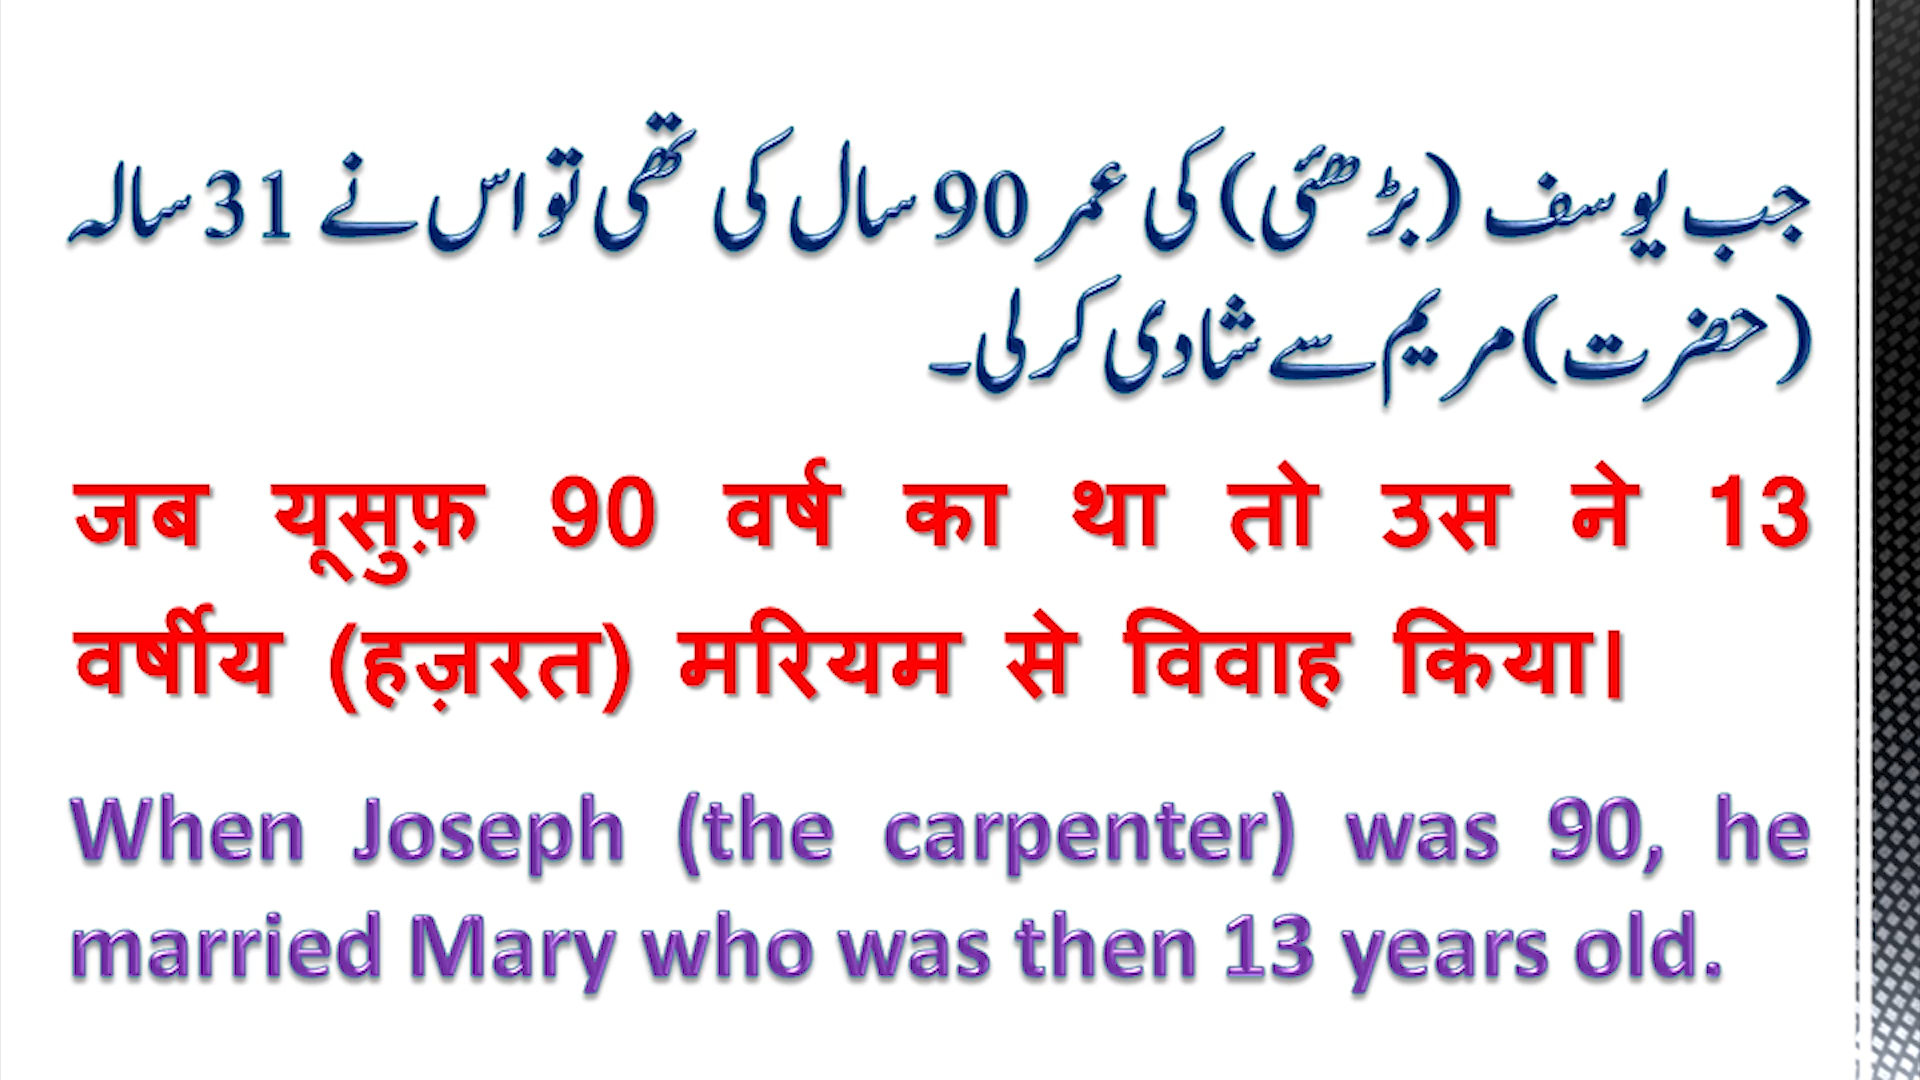 جب یوسف (بڑھئی) کی عمر 90 سال کی تھی تو اس نے 31 سالہ
(حضرت) مریم سے شادی کرلی۔
जब यूसुफ़ 90 वर्ष का था तो उस ने 13
वर्षीय (हज़रत) मरियम से विवाह किया।
When Joseph (the carpenter) was 90, he
married Mary who was then 13 years old.